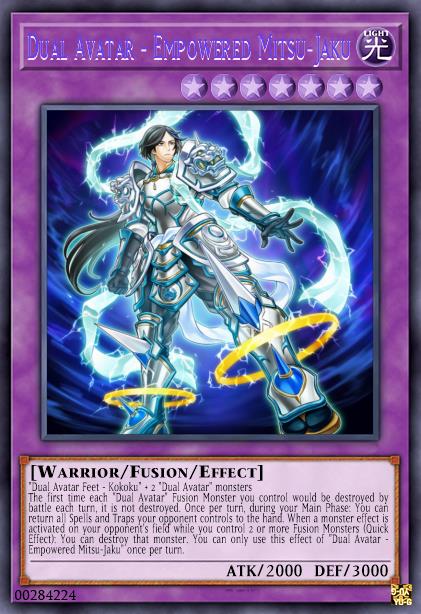 Dual Avatar - Empowered Mitsu-Jaku
LIGHT
光
[Warrior/Fusion/Effect]
"Dual Avatar Feet - Kokoku" + 2 "Dual Avatar" monsters
The first time each "Dual Avatar" Fusion Monster you control would be destroyed by
battle each turn, it is not destroyed. Once per turn, during your Main Phase: You can
return all Spells and Traps your opponent controls to the hand. When a monster effect is
activated on your opponent's field while you control 2 or more Fusion Monsters (Quick
Effect): You can destroy that monster. You can only use this effect of "Dual Avatar -
Empowered Mitsu-Jaku" once per turn.
ATK/2000 DEF/3000
00284224